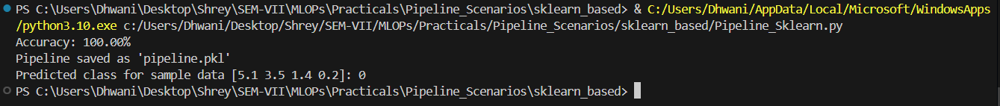 PS C:\Users\Dhwani\Desktop\Shrey\SEM-VII\MLOPs\Practicals\Pipeline_Scenarios\sklearn_based> & C:/Users/Dhwani/AppData/Local/Microsoft/WindowsApps
/python3.10.exe c:/Users/Dhwani/Desktop/Shrey/SEM-VII/MLOPs/Practicals/Pipeline_Scenarios/sklearn_based/Pipeline_Sklearn.py
Accuracy: 100.00%
Pipeline saved as 'pipeline.pkl'
Predicted class for sample data [5.1 3.5 1.4 0.2]: 0
PS C:\Users\Dhwani\Desktop\Shrey\SEM-VII\MLOPs\Practicals\Pipeline_Scenarios\sklearn_based>